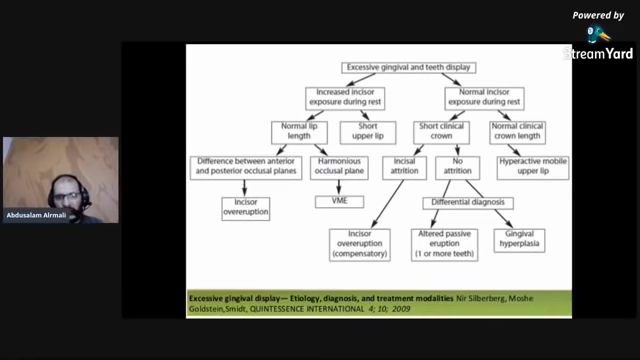 Powered by
StreamYard
Excessive gingival and teeth display
Increased incisor
exposure during rest
Normal incisor
exposure during rest
Normal lip
length
Short
upper lip
Short clinical
crown
Normal clinical
crown length
Difference between anterior
and posterior occlusal planes
Harmonious
occlusal plane
Incisal
attrition
No
attrition
Hyperactive mobile
upper lip
Incisor
overeruption
VME
Differential diagnosis
Incisor
overeruption
(compensatory)
Altered passive
eruption
(1 or more teeth)
Gingival
hyperplasia
Abdusalam Alrmali
Excessive gingival display— Etiology, diagnosis, and treatment modalities Nir Silberberg, Moshe
Goldstein,Smidt, QUINTESSENCE INTERNATIONAL 4; 10; 2009